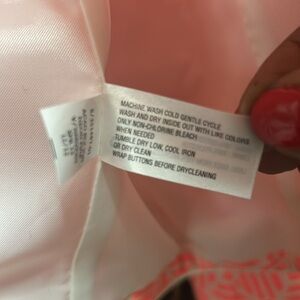 MACHINE WASH COLD GENTLE CYCLE
WASH AND DRY INSIDE OUT WITH LIKE COLORS
ONLY NON-CHLORINE BLEACH
WHEN NEEDED
TUMBLE DRY LOW, COOL IRON
OR DRY CLEAN
WRAP BUTTONS BEFORE DRYCLEANING